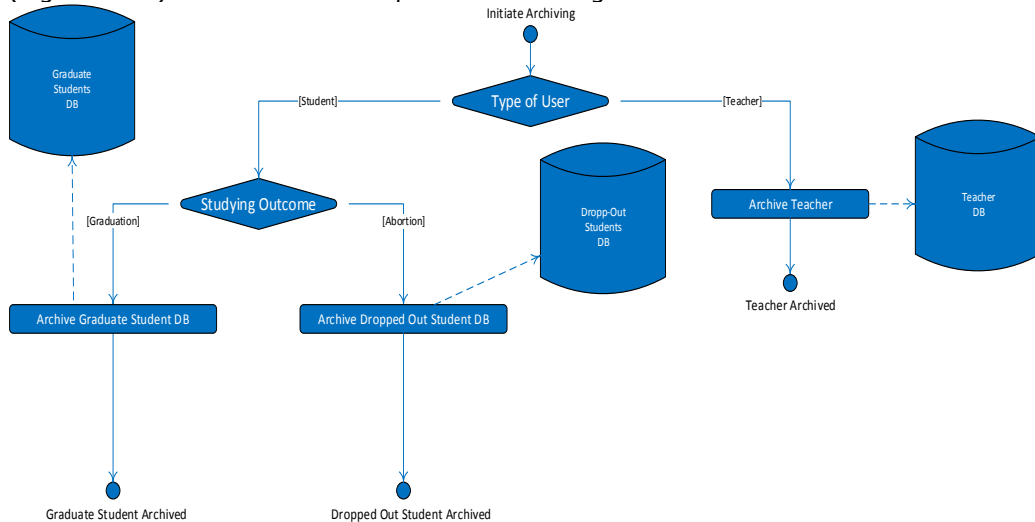 Initiate Archiving
Graduate
Students
DB
[Student]
Type of User
[Teacher]
Studying Outcome
Dropp-Out
Students
DB
Archive Teacher
Teacher
DB
[Graduation]
[Abortion]
Teacher Archived
Archive Graduate Student DB
Archive Dropped Out Student DB
Graduate Student Archived
Dropped Out Student Archived